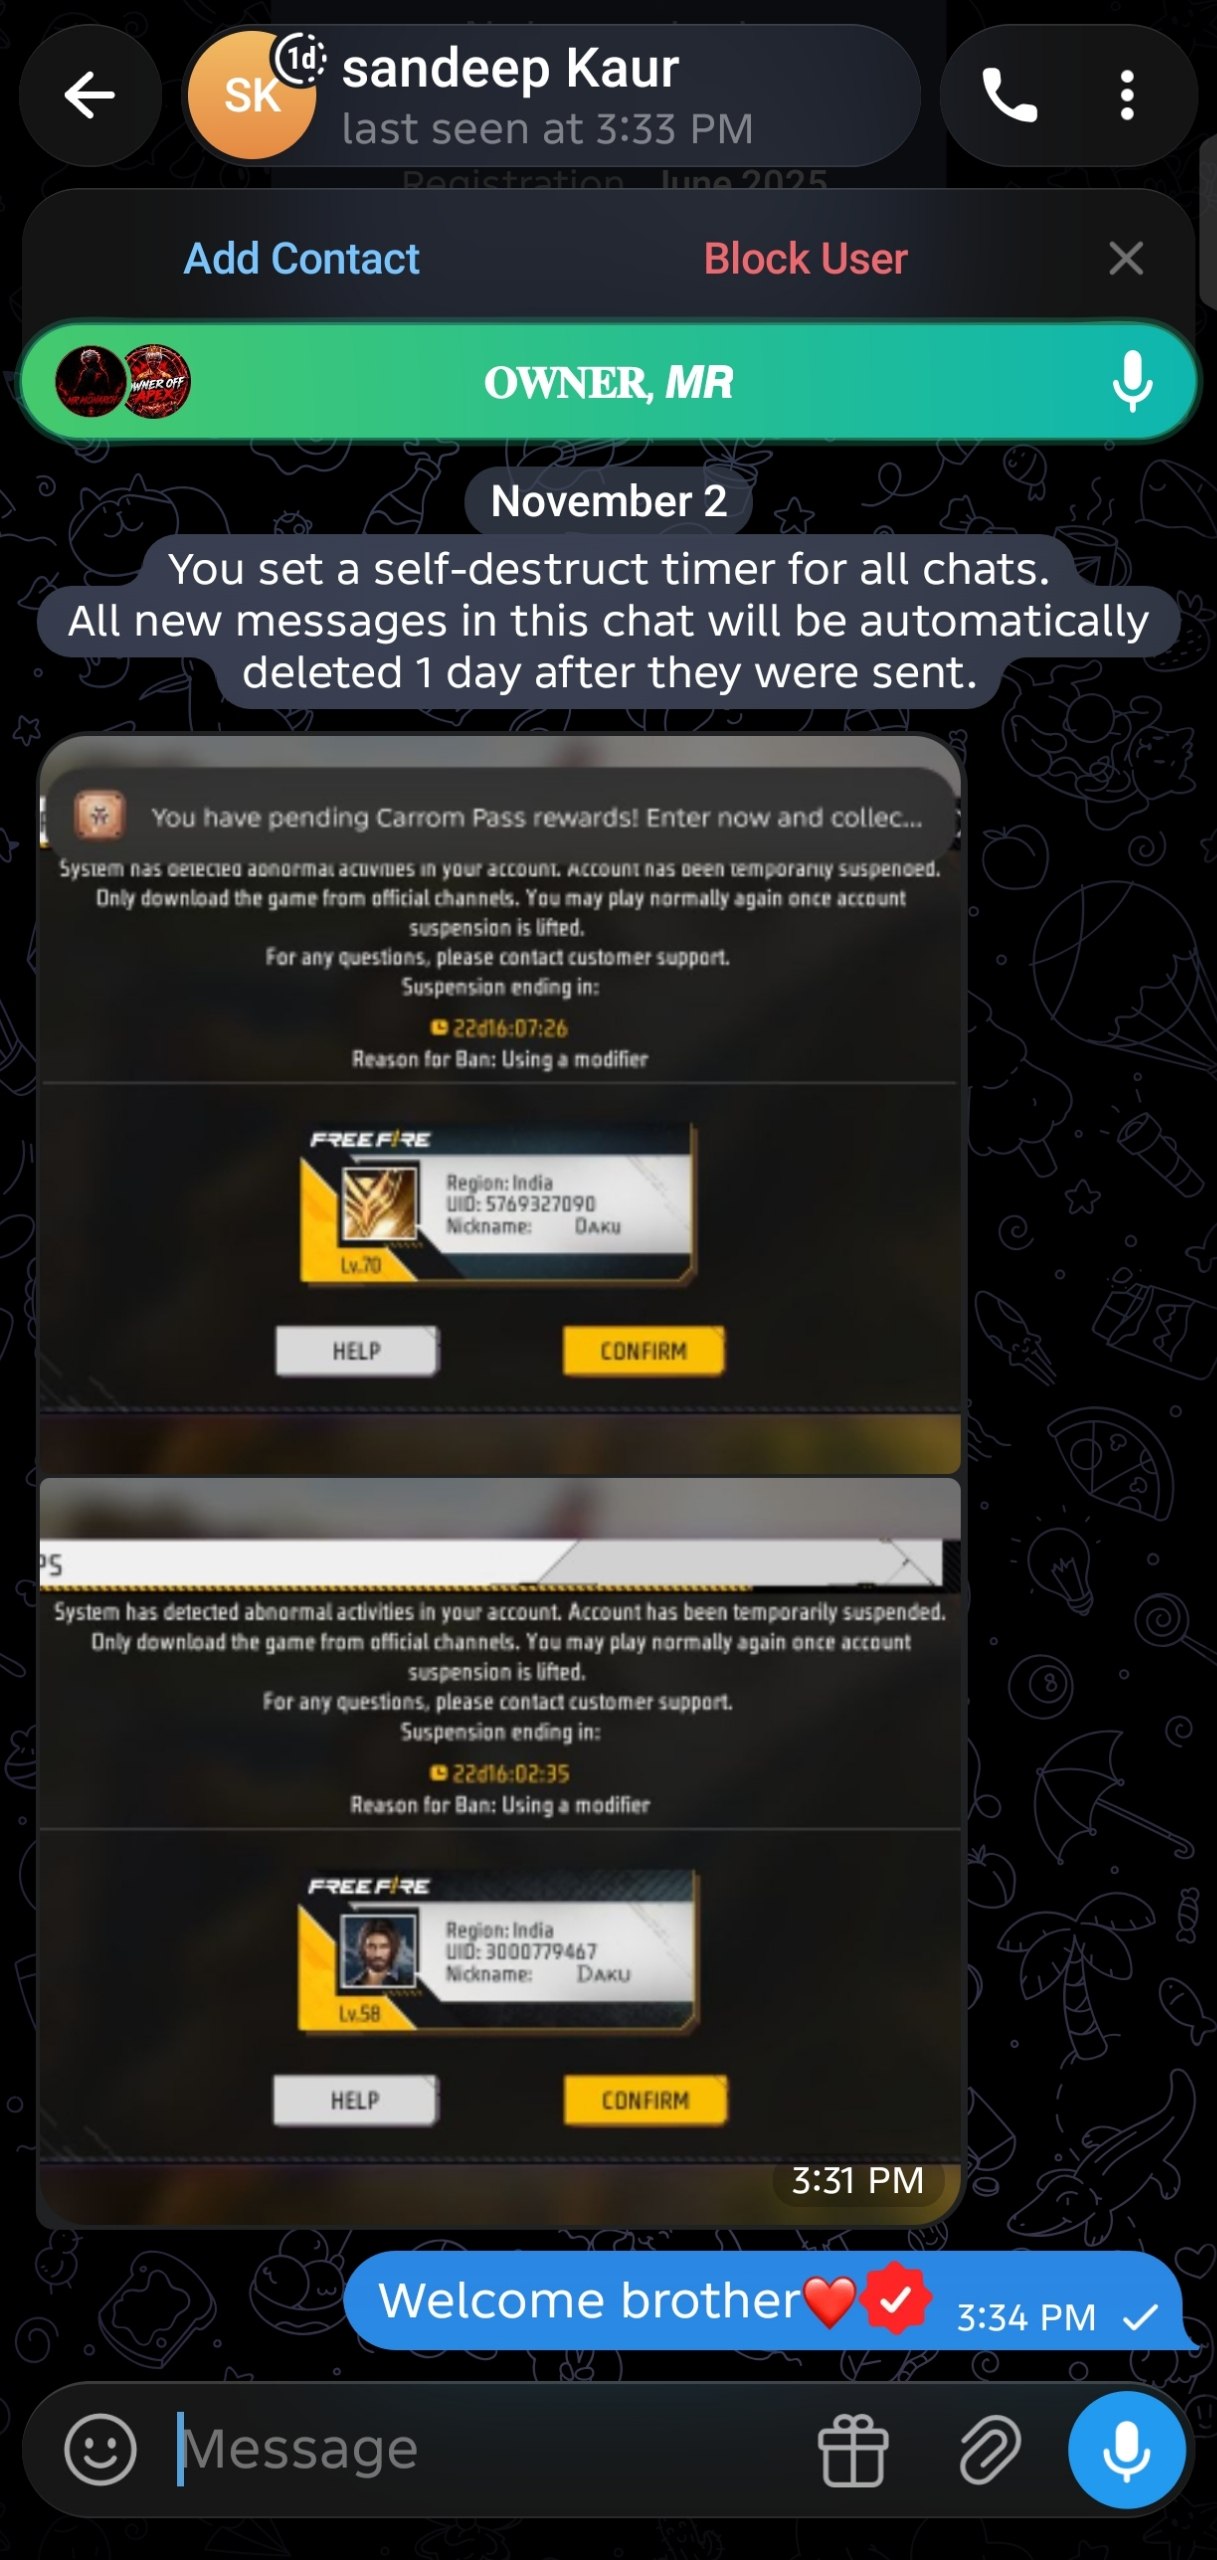 1d
SK
sandeep Kaur
last seen at 3:33 PM
Registration June 2025
Add Contact
Block User
OWNER OFF
APEX
OWNER, MR
November 2
You set a self-destruct timer for all chats.
All new messages in this chat will be automatically
deleted 1 day after they were sent.
You have pending Carrom Pass rewards! Enter now and collec...
System has detected abnormal activities in your account. Account has been temporarily suspended.
Only download the game from official channels. You may play normally again once account
suspension is lifted.
For any questions, please contact customer support.
Suspension ending in:
22d16:07:26
Reason for Ban: Using a modifier
FREE FIRE
Region: India
UID: 5769327090
Nickname: DAKU
Lv.70
HELP
CONFIRM
PS
System has detected abnormal activities in your account. Account has been temporarily suspended.
Only download the game from official channels. You may play normally again once account
suspension is lifted.
For any questions, please contact customer support.
Suspension ending in:
22d16:02:35
Reason for Ban: Using a modifier
FREE FIRE
Region: India
UID: 3000779467
Nickname: DAKU
Lv.58
HELP
CONFIRM
3:31 PM
Welcome brother❤️ 3:34 PM
Message